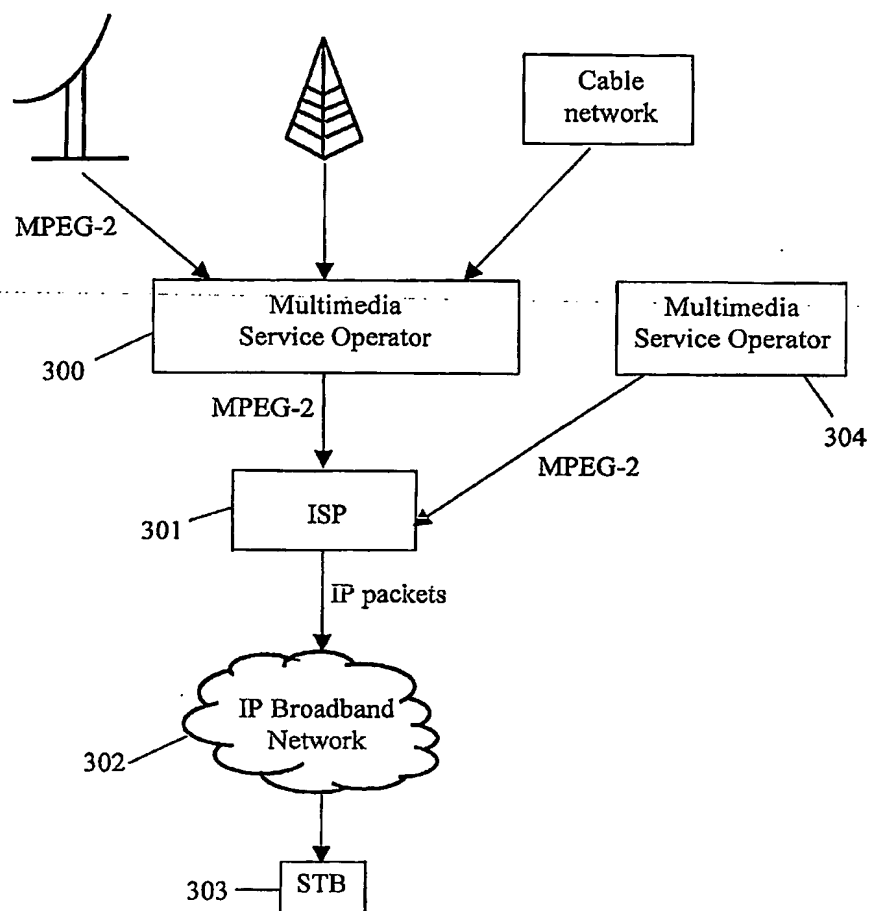 Cable
network
MPEG-2
Multimedia
Service Operator
300
Multimedia
Service Operator
304
MPEG-2
MPEG-2
301
ISP
IP packets
IP Broadband
Network
302
303
STB